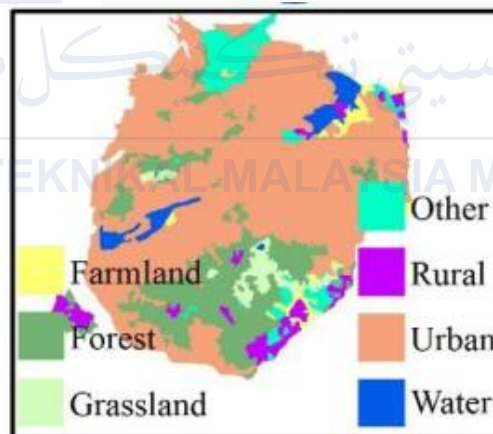 TEKNIKAL MALAYSIA M
Other
Farmland
Rural
Forest
Urban
Grassland
Water